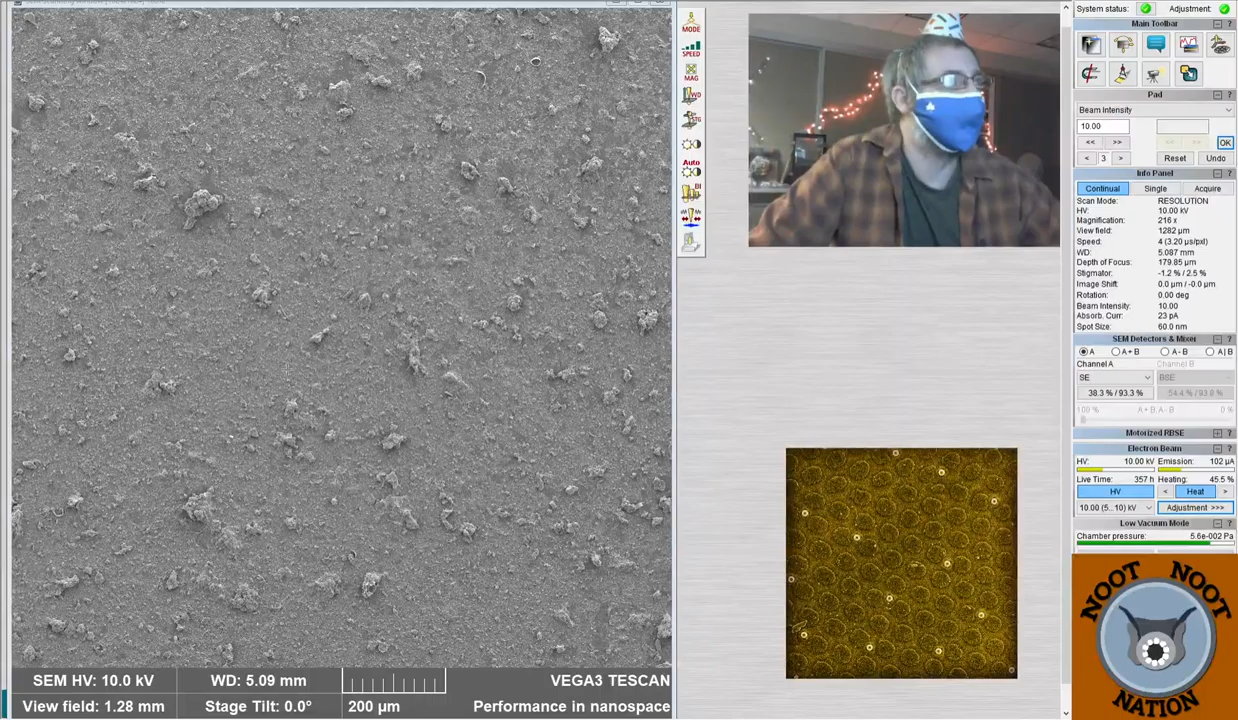 SEM HV: 10.0 kV
WD: 5.09 mm
VEGA3 TESCAN
View field: 1.28 mm
Stage Tilt: 0.0°
200 µm
Performance in nanospace
MODE
SPEED
MAG
WD
STG
Auto
BI
System status:
Adjustment:
Main Toolbar
Pad
Beam Intensity
10.00
<< >>
OK
< 3 >
Reset
Undo
Info Panel
Continual
Single
Acquire
Scan Mode: RESOLUTION
HV: 10.00 kV
Magnification: 216 x
View field: 1282 µm
Speed: 4 (3.20 µs/pxl)
WD: 5.087 mm
Depth of Focus: 179.85 µm
Stigmator: -1.2 % / 2.5 %
Image Shift: 0.0 µm / -0.0 µm
Rotation: 0.00 deg
Beam Intensity: 10.00
Absorb. Curr: 23 pA
Spot Size: 60.0 nm
SEM Detectors & Mixer
A A + B A - B A | B
Channel A Channel B
SE BSE
38.3 % / 93.3 %
100 % A + B: A - B 0 %
Motorized RBSE
Electron Beam
HV: 10.00 kV Emission: 102 µA
Live Time: 357 h Heating: 45.5 %
HV < Heat >
10.00 (5...10) kV Adjustment >>>
Low Vacuum Mode
Chamber pressure: 5.6e-002 Pa
NOOT NOOT
NATION